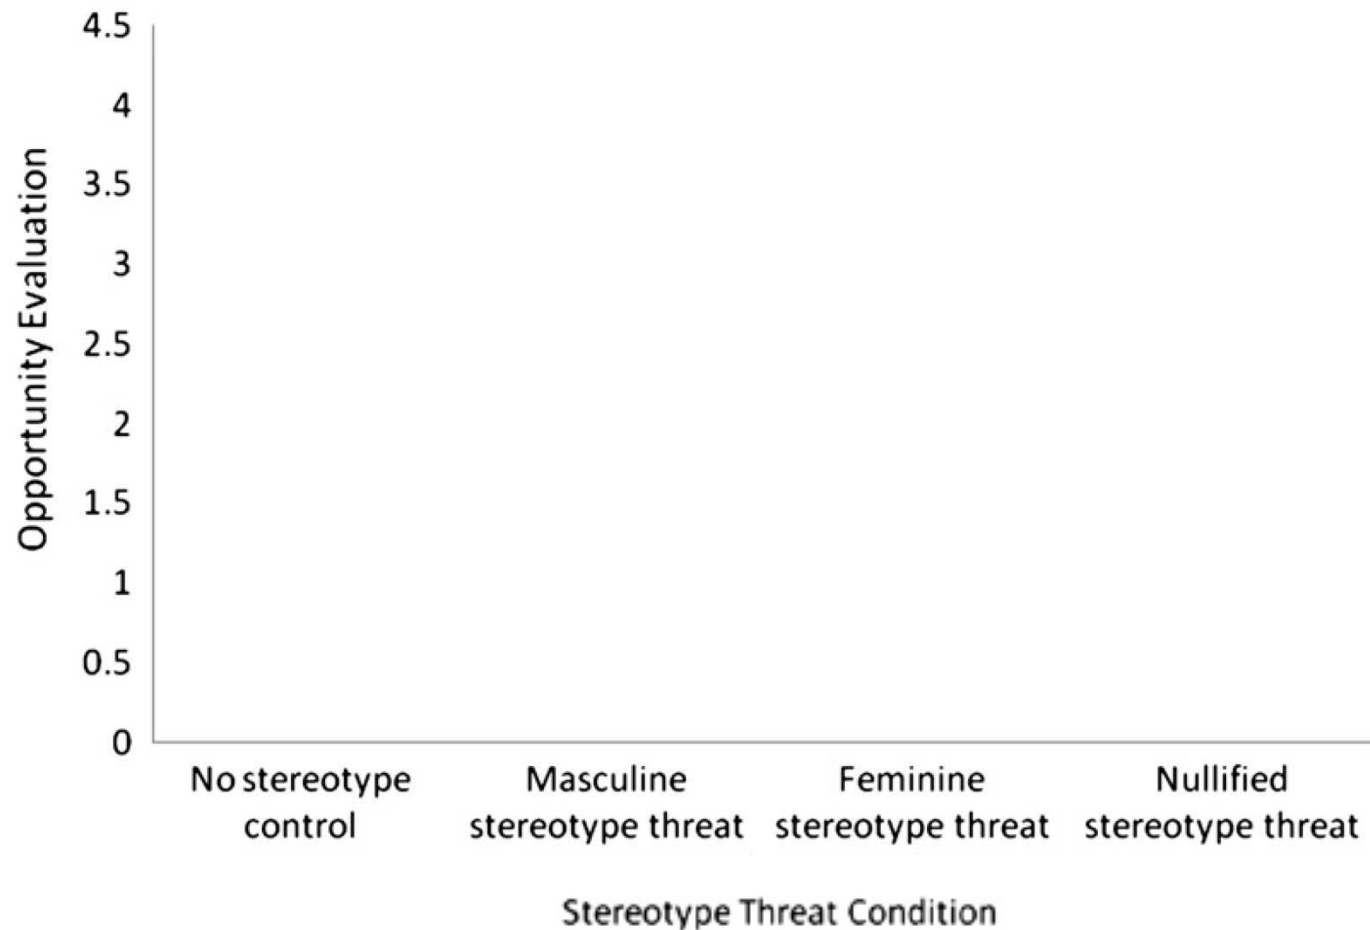 4.5
4
3.5
3
2.5
2
1.5
1
0.5
0
Opportunity Evaluation
No stereotype control
Masculine stereotype threat
Feminine stereotype threat
Nullified stereotype threat
Stereotype Threat Condition